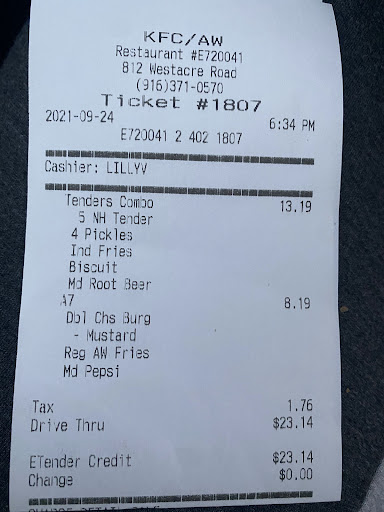 KFC/AW
Restaurant #E720041
812 Westacre Road
(916)371-0570
Ticket #1807
2021-09-24 6:34 PM
E720041 2 402 1807
Cashier: LILLYV
Tenders Combo 13.19
5 NH Tender
4 Pickles
Ind Fries
Biscuit
Md Root Beer
A7 8.19
Dbl Chs Burg
- Mustard
Reg AW Fries
Md Pepsi
Tax 1.76
Drive Thru $23.14
ETender Credit $23.14
Change $0.00